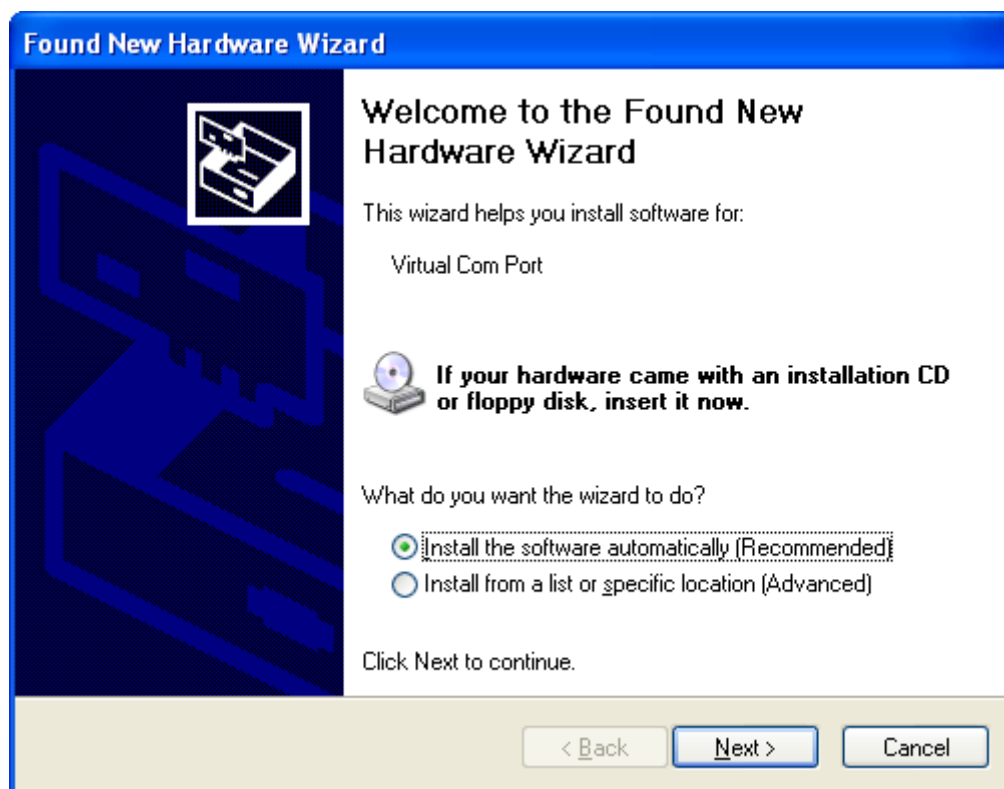 Found New Hardware Wizard
Welcome to the Found New
Hardware Wizard
This wizard helps you install software for:
Virtual Com Port
If your hardware came with an installation CD
or floppy disk, insert it now.
What do you want the wizard to do?
Install the software automatically (Recommended)
Install from a list or specific location (Advanced)
Click Next to continue.
< Back Next > Cancel